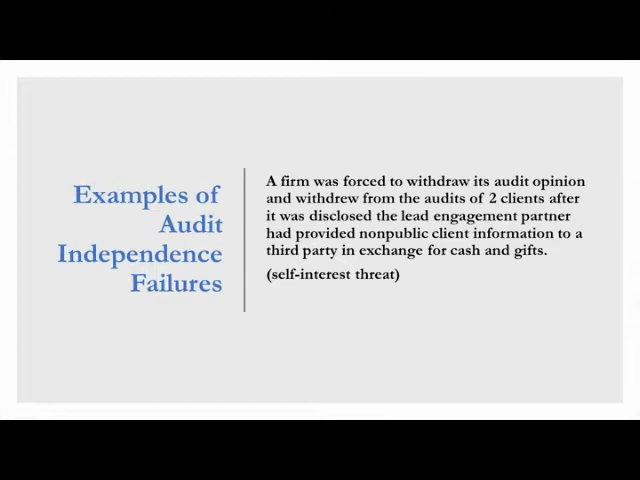 Examples of
Audit
Independence
Failures
A firm was forced to withdraw its audit opinion
and withdrew from the audits of 2 clients after
it was disclosed the lead engagement partner
had provided nonpublic client information to a
third party in exchange for cash and gifts.
(self-interest threat)